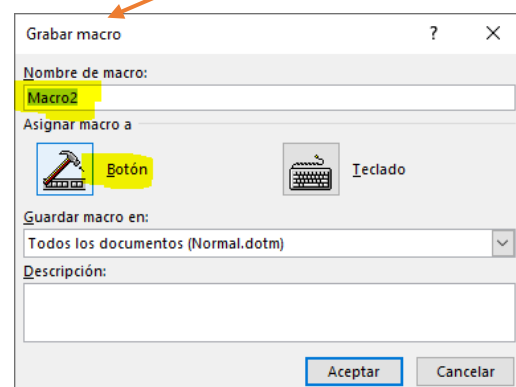 Grabar macro ? ×
Nombre de macro:
Macro2
Asignar macro a
Botón Teclado
Guardar macro en:
Todos los documentos (Normal.dotm)
Descripción:
Aceptar Cancelar